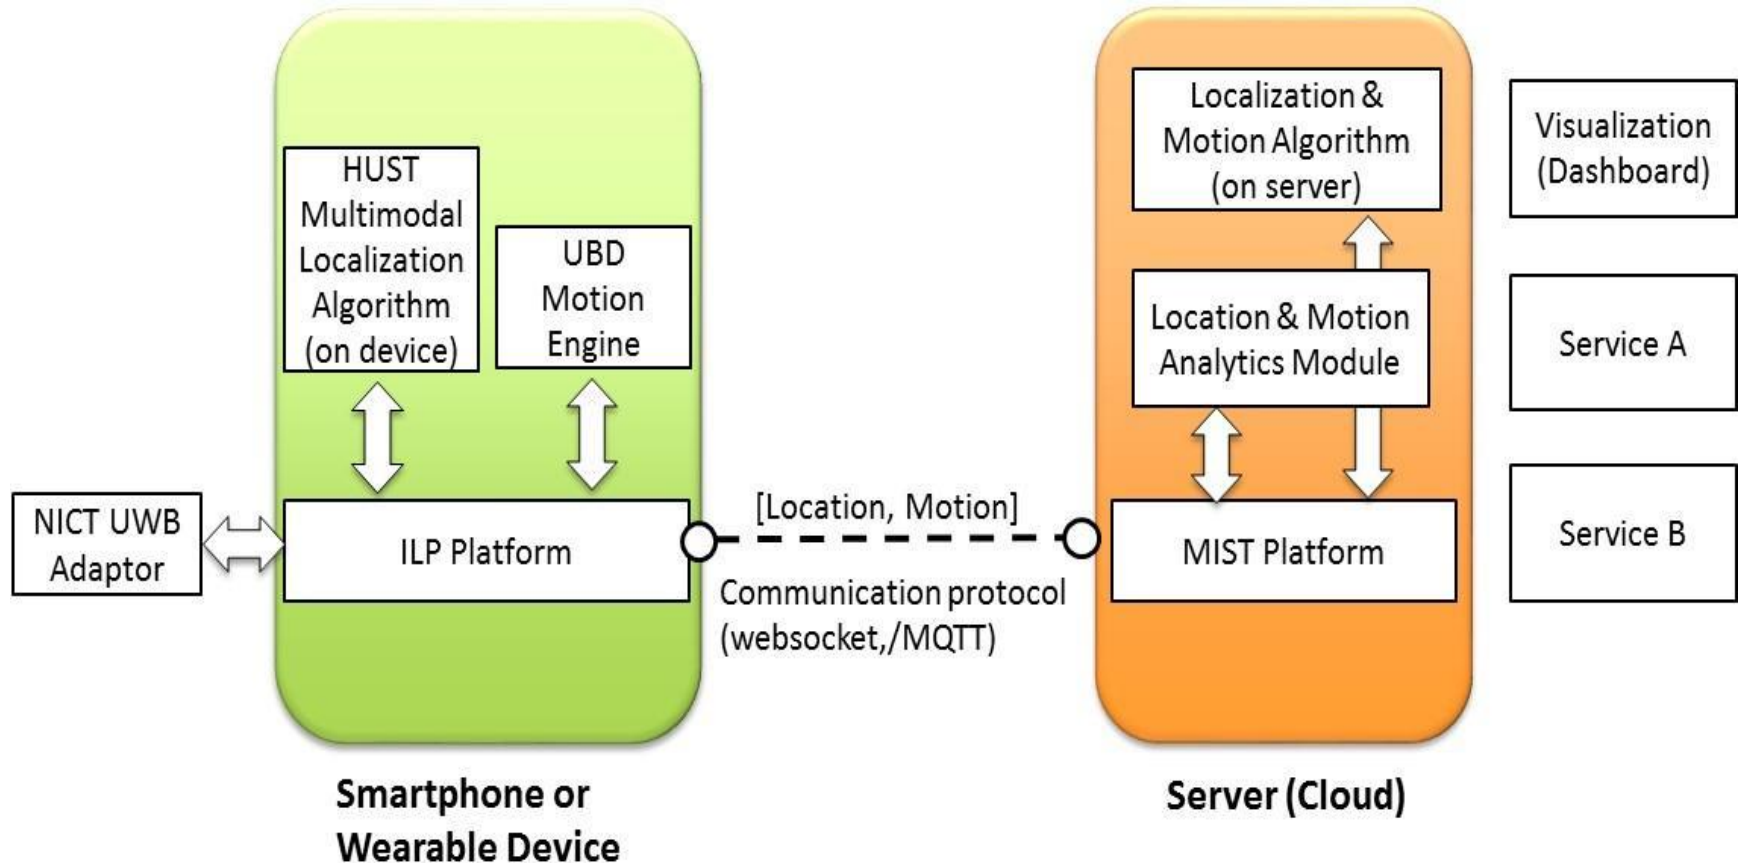 HUST
Multimodal
Localization
Algorithm
(on device)
UBD
Motion
Engine
NICT UWB
Adaptor
ILP Platform
[Location, Motion]
Communication protocol
(websocket,/MQTT)
Localization &
Motion Algorithm
(on server)
Location & Motion
Analytics Module
MIST Platform
Visualization
(Dashboard)
Service A
Service B
Smartphone or
Wearable Device
Server (Cloud)